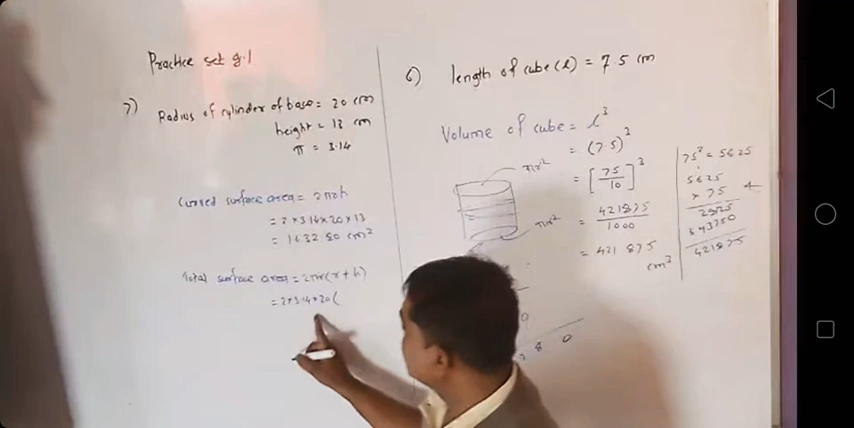 Practice set 9.1
7) Radius of cylinder of base = 20 cm
height = 13 cm
π = 3.14
Curved surface area = 2πrh
= 2×3.14×20×13
= 1632.80 cm²
Total surface area = 2πr(r+h)
= 2×3.14×20(
6) length of cube (l) = 7.5 cm
Volume of cube = l³
= (7.5)³
= [75/10]³
= 421875/1000
= 421 875
cm³
πr²
πr²
75² = 5625
5625
× 75
421875
8 0